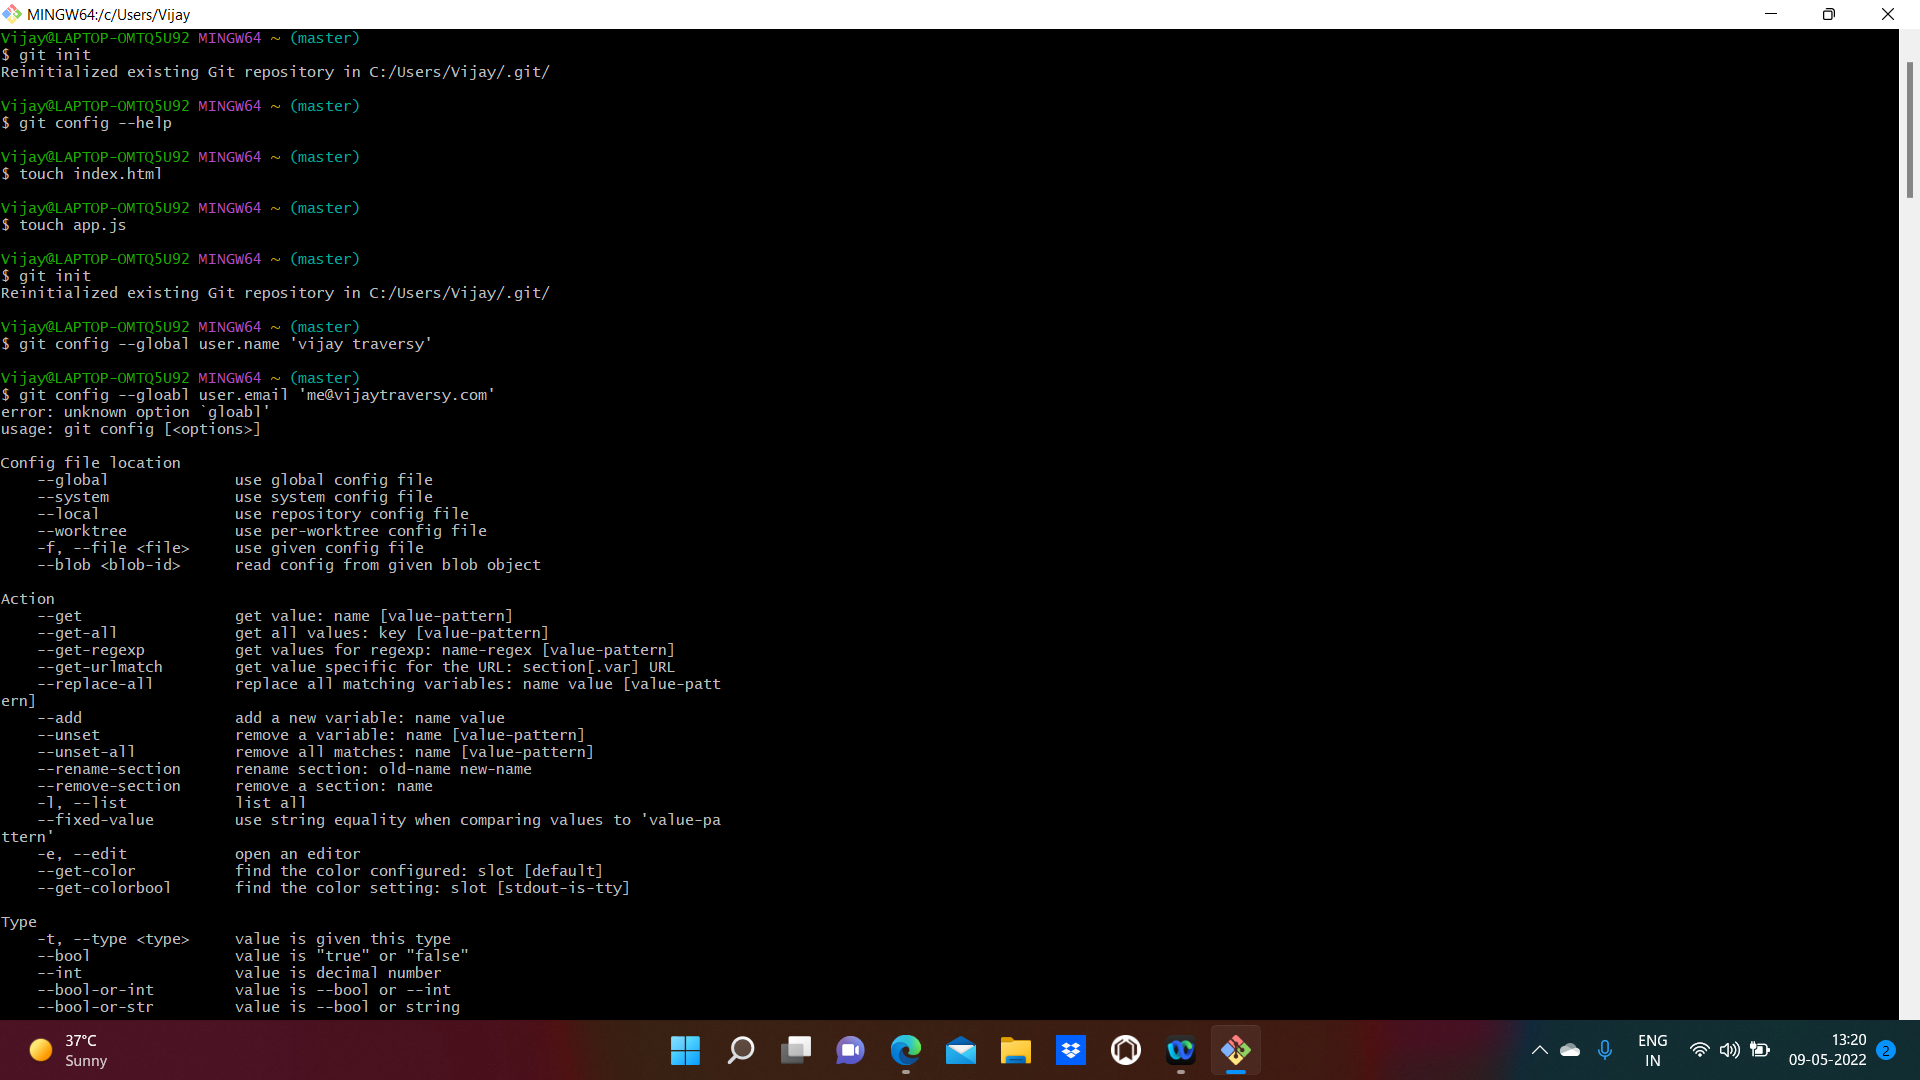 MINGW64:/c/Users/Vijay
Vijay@LAPTOP-OMTQ5U92 MINGW64 ~ (master)
$ git init
Reinitialized existing Git repository in C:/Users/Vijay/.git/
Vijay@LAPTOP-OMTQ5U92 MINGW64 ~ (master)
$ git config --help
Vijay@LAPTOP-OMTQ5U92 MINGW64 ~ (master)
$ touch index.html
Vijay@LAPTOP-OMTQ5U92 MINGW64 ~ (master)
$ touch app.js
Vijay@LAPTOP-OMTQ5U92 MINGW64 ~ (master)
$ git init
Reinitialized existing Git repository in C:/Users/Vijay/.git/
Vijay@LAPTOP-OMTQ5U92 MINGW64 ~ (master)
$ git config --global user.name 'vijay traversy'
Vijay@LAPTOP-OMTQ5U92 MINGW64 ~ (master)
$ git config --gloabl user.email 'me@vijaytraversy.com'
error: unknown option `gloabl'
usage: git config [<options>]
Config file location
    --global              use global config file
    --system              use system config file
    --local               use repository config file
    --worktree            use per-worktree config file
    -f, --file <file>     use given config file
    --blob <blob-id>      read config from given blob object
Action
    --get                 get value: name [value-pattern]
    --get-all             get all values: key [value-pattern]
    --get-regexp          get values for regexp: name-regex [value-pattern]
    --get-urlmatch        get value specific for the URL: section[.var] URL
    --replace-all         replace all matching variables: name value [value-patt
ern]
    --add                 add a new variable: name value
    --unset               remove a variable: name [value-pattern]
    --unset-all           remove all matches: name [value-pattern]
    --rename-section      rename section: old-name new-name
    --remove-section      remove a section: name
    -l, --list            list all
    --fixed-value         use string equality when comparing values to 'value-pa
ttern'
    -e, --edit            open an editor
    --get-color           find the color configured: slot [default]
    --get-colorbool       find the color setting: slot [stdout-is-tty]
Type
    -t, --type <type>     value is given this type
    --bool                value is "true" or "false"
    --int                 value is decimal number
    --bool-or-int         value is --bool or --int
    --bool-or-str         value is --bool or string
37°C
Sunny
ENG
IN
13:20
09-05-2022
2